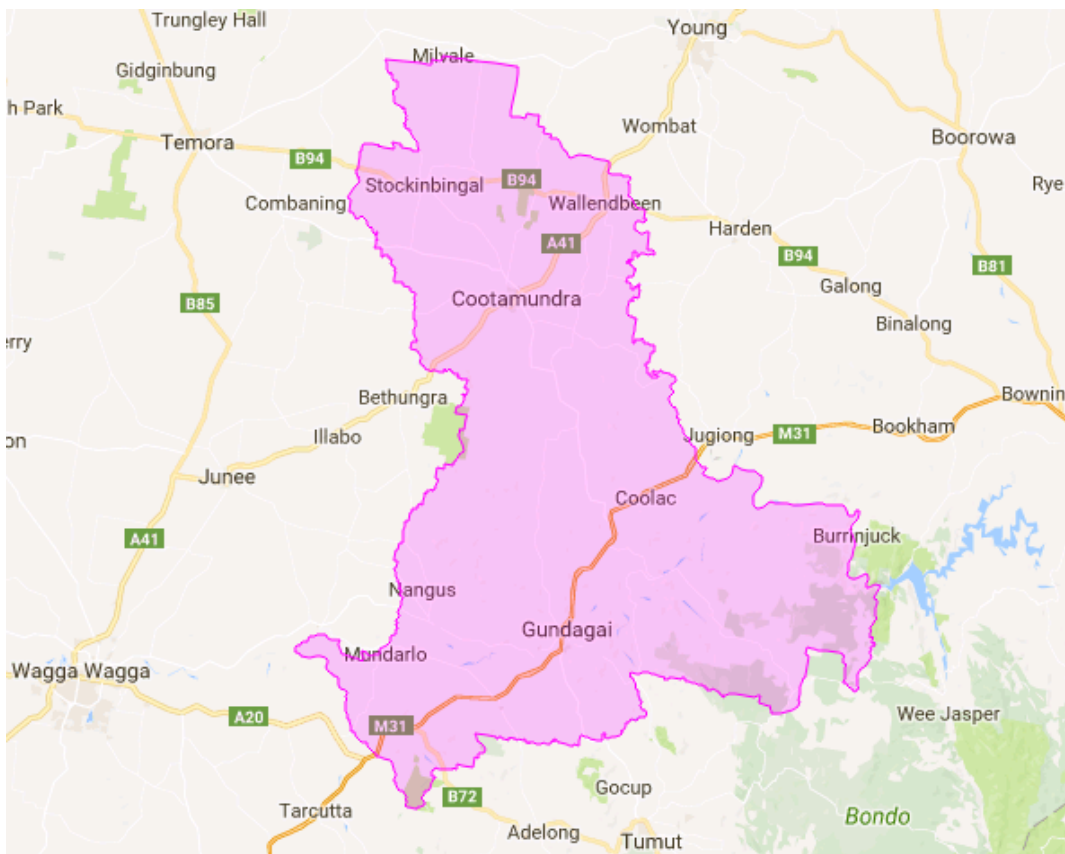 Trungley Hall
Young
Milvale
Gidginbung
h Park
Wombat
Temora
Boorowa
B94
Stockinbingal
B94
Rye
Combaning
Wallendbeen
Harden
A41
B94
B81
Galong
Cootamundra
B85
Binalong
erry
Bethungra
Bownin
Bookham
Jugiong
M31
Illabo
on
Junee
Coolac
A41
Burrinjuck
Nangus
Gundagai
Mundarlo
Wagga Wagga
Wee Jasper
A20
M31
Gocup
B72
Tarcutta
Bondo
Adelong
Tumut